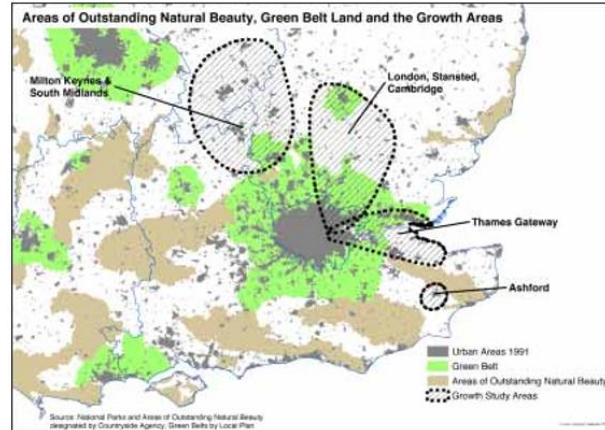 Areas of Outstanding Natural Beauty, Green Belt Land and the Growth Areas
Milton Keynes &
South Midlands
London, Stansted,
Cambridge
Thames Gateway
Ashford
Urban Areas 1991
Green Belt
Areas of Outstanding Natural Beauty
Growth Study Areas
Source: National Parks and Areas of Outstanding Natural Beauty
designated by Countryside Agency, Green Belts by Local Plan